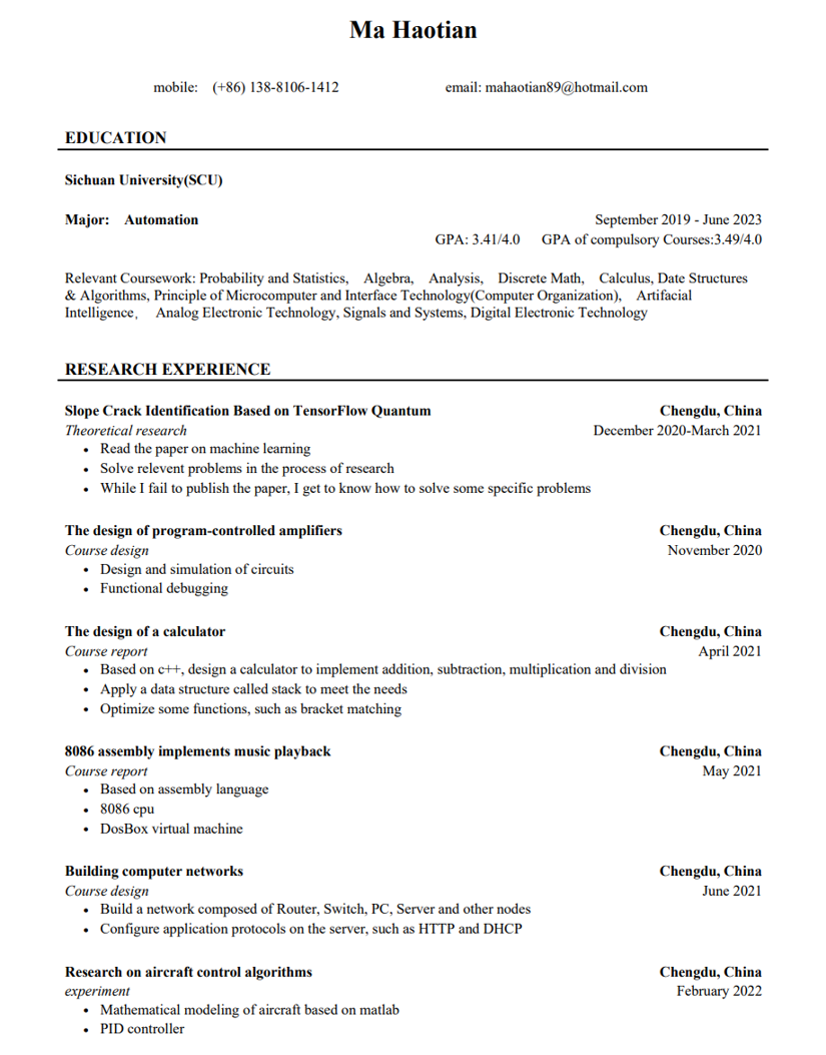 Ma Haotian
mobile: (+86) 138-8106-1412 email: mahaotian89@hotmail.com
EDUCATION
Sichuan University(SCU)
Major: Automation September 2019 - June 2023
GPA: 3.41/4.0 GPA of compulsory Courses:3.49/4.0
Relevant Coursework: Probability and Statistics, Algebra, Analysis, Discrete Math, Calculus, Date Structures
& Algorithms, Principle of Microcomputer and Interface Technology(Computer Organization), Artifacial
Intelligence, Analog Electronic Technology, Signals and Systems, Digital Electronic Technology
RESEARCH EXPERIENCE
Slope Crack Identification Based on TensorFlow Quantum Chengdu, China
Theoretical research December 2020-March 2021
• Read the paper on machine learning
• Solve relevent problems in the process of research
• While I fail to publish the paper, I get to know how to solve some specific problems
The design of program-controlled amplifiers Chengdu, China
Course design November 2020
• Design and simulation of circuits
• Functional debugging
The design of a calculator Chengdu, China
Course report April 2021
• Based on c++, design a calculator to implement addition, subtraction, multiplication and division
• Apply a data structure called stack to meet the needs
• Optimize some functions, such as bracket matching
8086 assembly implements music playback Chengdu, China
Course report May 2021
• Based on assembly language
• 8086 cpu
• DosBox virtual machine
Building computer networks Chengdu, China
Course design June 2021
• Build a network composed of Router, Switch, PC, Server and other nodes
• Configure application protocols on the server, such as HTTP and DHCP
Research on aircraft control algorithms Chengdu, China
experiment February 2022
• Mathematical modeling of aircraft based on matlab
• PID controller